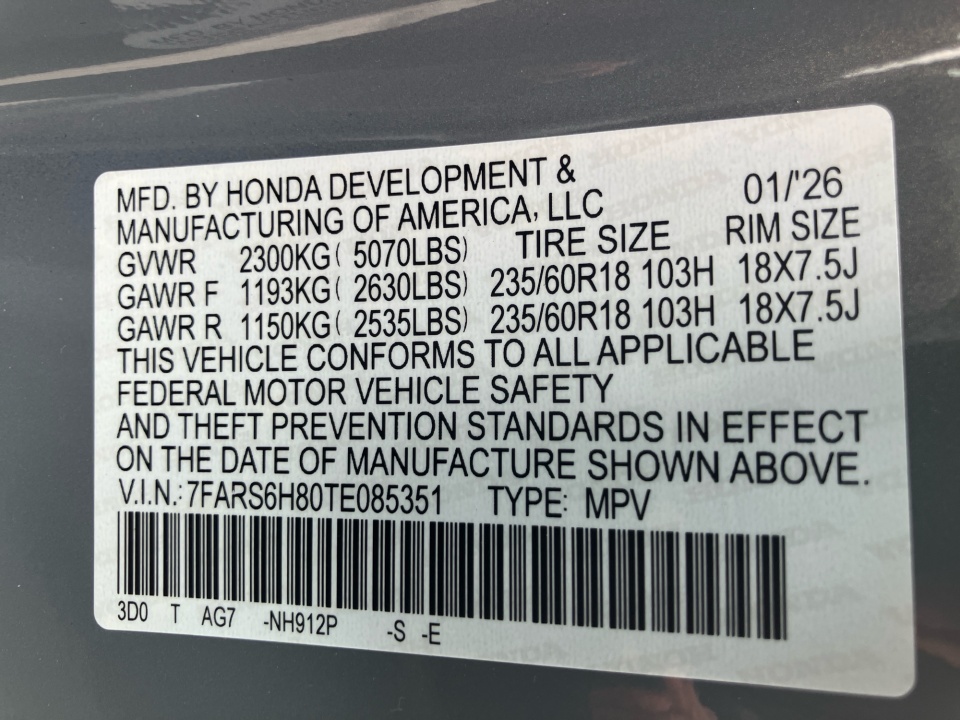 MFD. BY HONDA DEVELOPMENT &
MANUFACTURING OF AMERICA, LLC 01/'26
GVWR 2300KG( 5070LBS) TIRE SIZE RIM SIZE
GAWR F 1193KG( 2630LBS) 235/60R18 103H 18X7.5J
GAWR R 1150KG( 2535LBS) 235/60R18 103H 18X7.5J
THIS VEHICLE CONFORMS TO ALL APPLICABLE
FEDERAL MOTOR VEHICLE SAFETY
AND THEFT PREVENTION STANDARDS IN EFFECT
ON THE DATE OF MANUFACTURE SHOWN ABOVE.
V.I.N.: 7FARS6H80TE085351 TYPE: MPV
3D0 T AG7 -NH912P -S -E